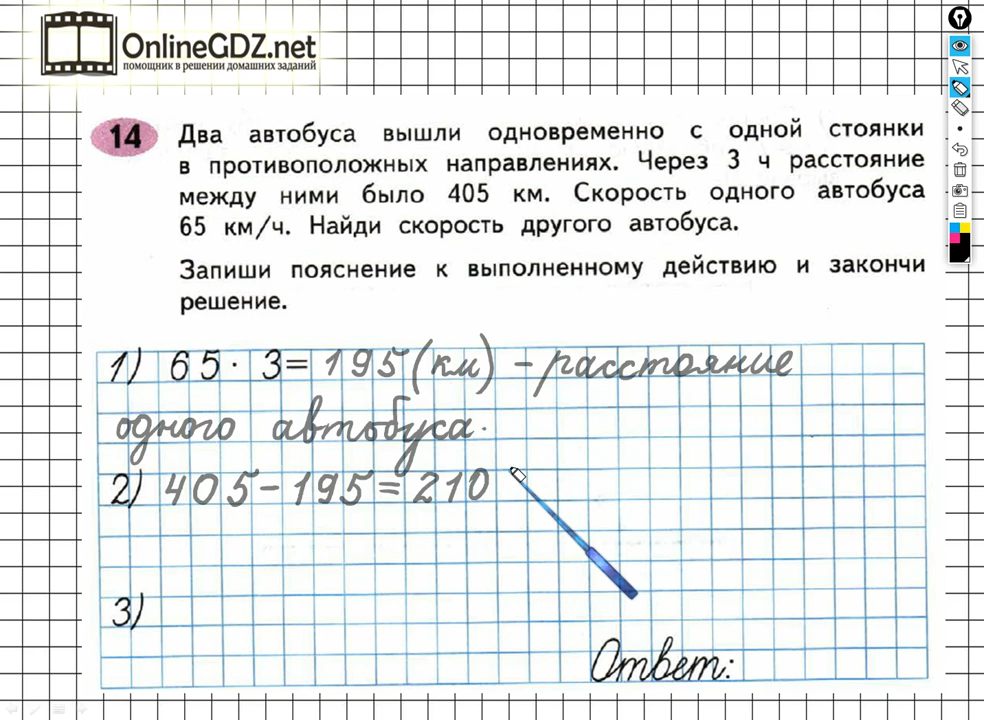 OnlineGDZ.net
помощник в решении домашних заданий
14 Два автобуса вышли одновременно с одной стоянки
в противоположных направлениях. Через 3 ч расстояние
между ними было 405 км. Скорость одного автобуса
65 км/ч. Найди скорость другого автобуса.
Запиши пояснение к выполненному действию и закончи
решение.
1) 65 · 3 = 195 (км) – расстояние
одного автобуса.
2) 405 – 195 = 210
3)
Ответ: